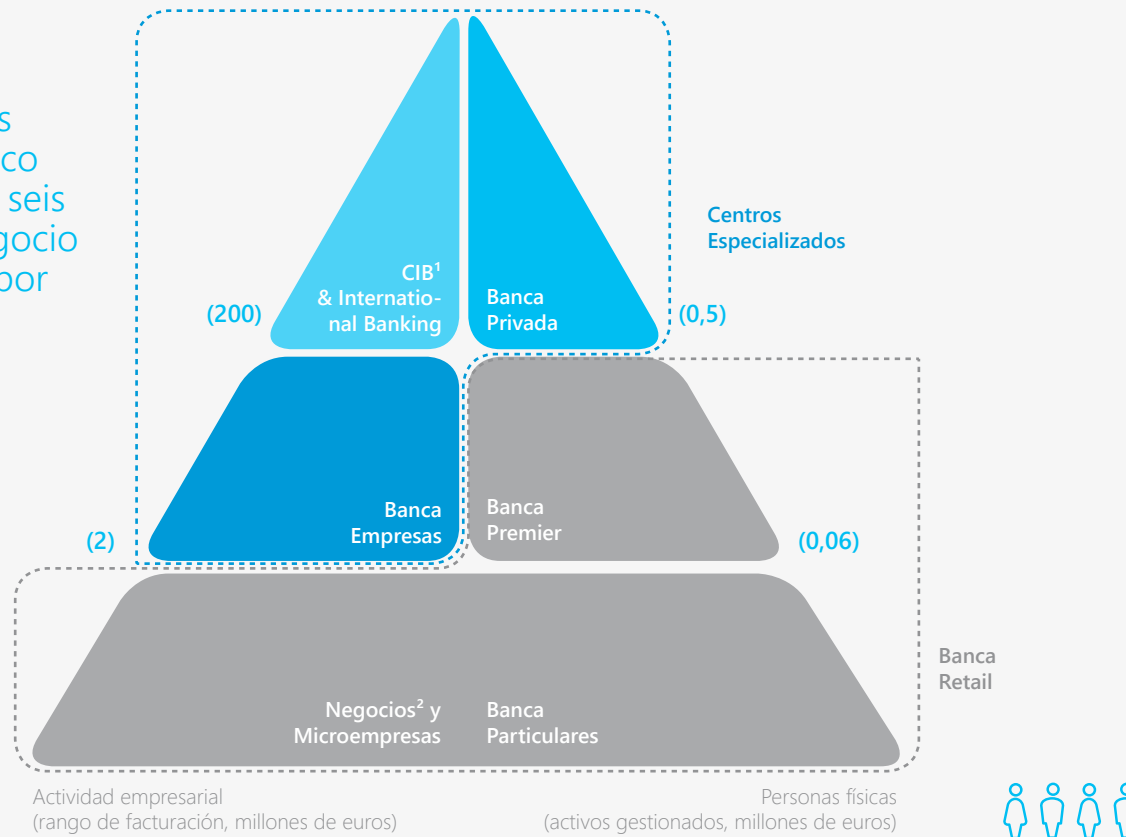 s
co
seis
gocio
por
CIB¹
& Internatio-
nal Banking
Banca
Privada
Centros
Especializados
(200)
(0,5)
Banca
Empresas
Banca
Premier
(2)
(0,06)
Negocios² y
Microempresas
Banca
Particulares
Banca
Retail
Actividad empresarial
(rango de facturación, millones de euros)
Personas físicas
(activos gestionados, millones de euros)